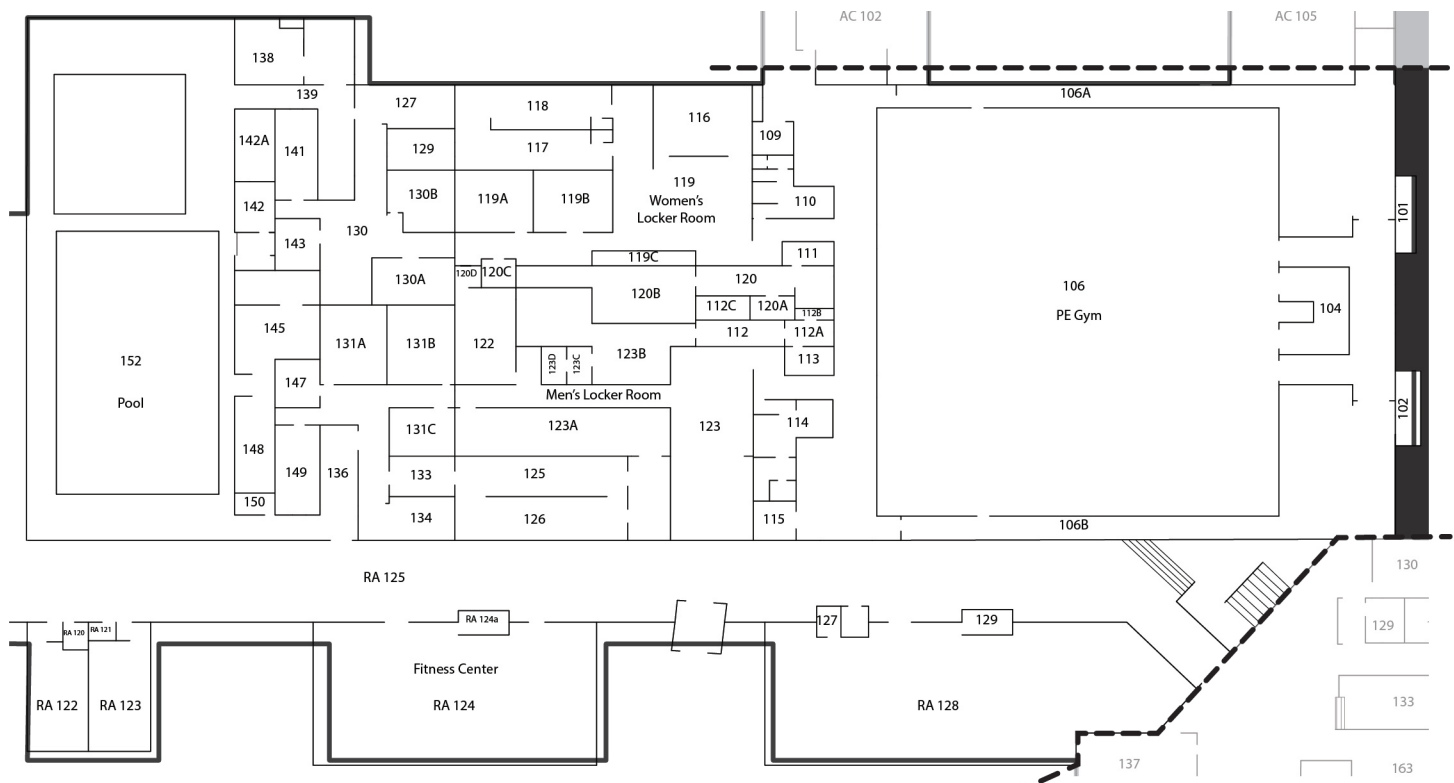 AC 102
AC 105
138
139
127
118
116
106A
142A
141
129
117
109
130B
119A
119B
119
Women's
Locker Room
110
101
142
143
130
111
119C
120D
120C
130A
120
120B
106
PE Gym
104
112C
120A
112B
145
131A
131B
122
112
112A
152
Pool
123B
113
123D
123C
147
Men's Locker Room
102
131C
123A
123
114
148
149
136
133
125
150
134
126
115
106B
RA 125
130
RA 120
RA 121
RA 124a
127
129
129
Fitness Center
RA 122
RA 123
RA 124
RA 128
133
137
163